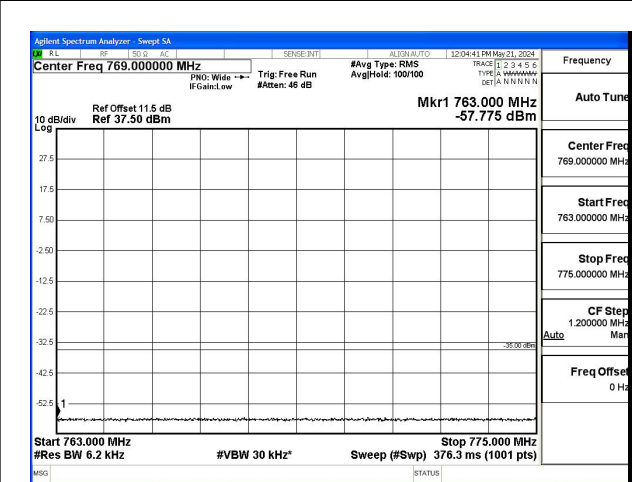 Agilent Spectrum Analyzer - Swept SA
RL RF 50 Ω AC SENSE:INT ALIGN AUTO 12:04:41 PM May 21, 2024
Center Freq 769.000000 MHz
PNO: Wide
IFGain:Low
Trig: Free Run
#Atten: 46 dB
#Avg Type: RMS
Avg|Hold: 100/100
TRACE 1 2 3 4 5 6
TYPE A WWWWW
DET A N N N N N
Ref Offset 11.5 dB
10 dB/div Ref 37.50 dBm
Log
Mkr1 763.000 MHz
-57.775 dBm
27.5
17.5
7.50
-2.50
-12.5
-22.5
-32.5
-35.00 dBm
-42.5
-52.5
1
Start 763.000 MHz Stop 775.000 MHz
#Res BW 6.2 kHz #VBW 30 kHz* Sweep (#Swp) 376.3 ms (1001 pts)
MSG STATUS
Frequency
Auto Tune
Center Freq
769.000000 MHz
Start Freq
763.000000 MHz
Stop Freq
775.000000 MHz
CF Step
1.200000 MHz
Auto Man
Freq Offset
0 Hz